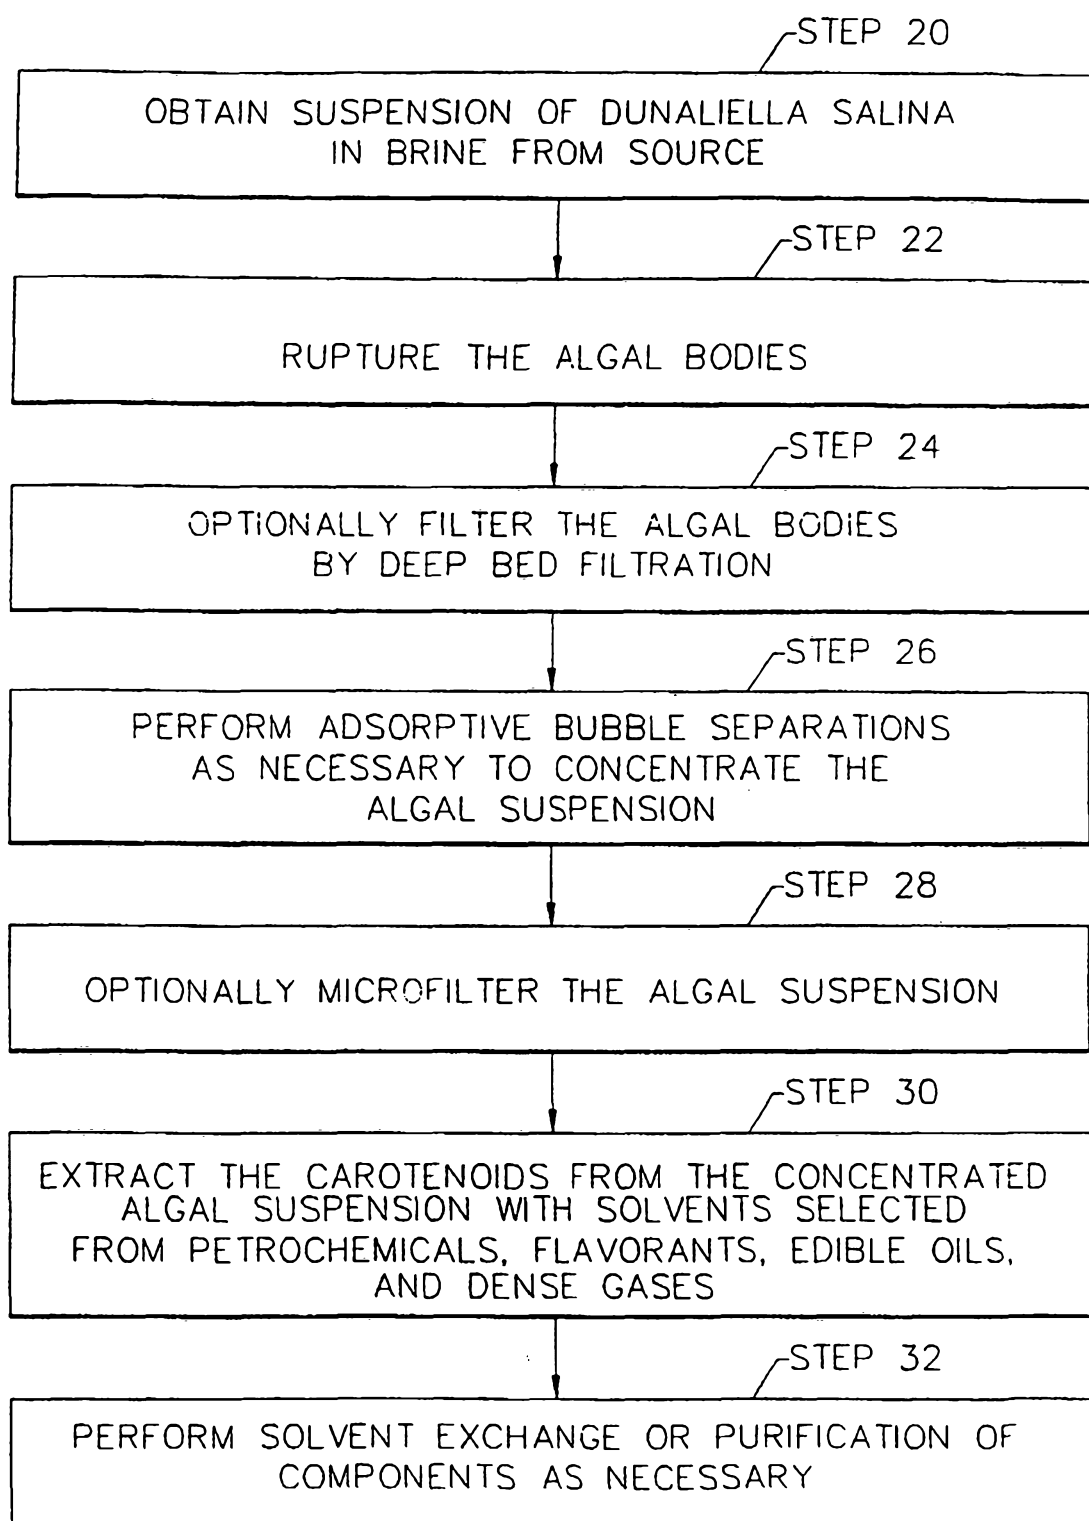 STEP 20
OBTAIN SUSPENSION OF DUNALIELLA SALINA
IN BRINE FROM SOURCE
STEP 22
RUPTURE THE ALGAL BODIES
STEP 24
OPTIONALLY FILTER THE ALGAL BODIES
BY DEEP BED FILTRATION
STEP 26
PERFORM ADSORPTIVE BUBBLE SEPARATIONS
AS NECESSARY TO CONCENTRATE THE
ALGAL SUSPENSION
STEP 28
OPTIONALLY MICROFILTER THE ALGAL SUSPENSION
STEP 30
EXTRACT THE CAROTENOIDS FROM THE CONCENTRATED
ALGAL SUSPENSION WITH SOLVENTS SELECTED
FROM PETROCHEMICALS, FLAVORANTS, EDIBLE OILS,
AND DENSE GASES
STEP 32
PERFORM SOLVENT EXCHANGE OR PURIFICATION OF
COMPONENTS AS NECESSARY